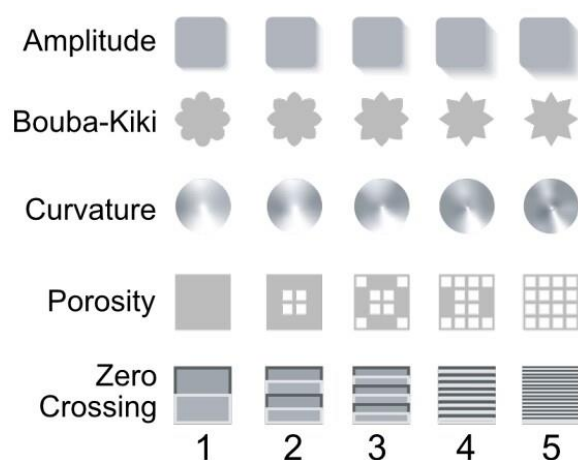 Amplitude
Bouba-Kiki
Curvature
Porosity
Zero
Crossing
1 2 3 4 5